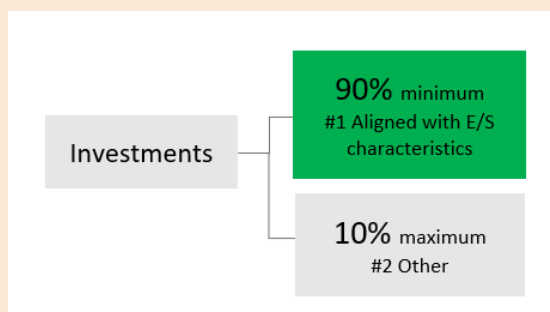 Investments
90% minimum
#1 Aligned with E/S
characteristics
10% maximum
#2 Other